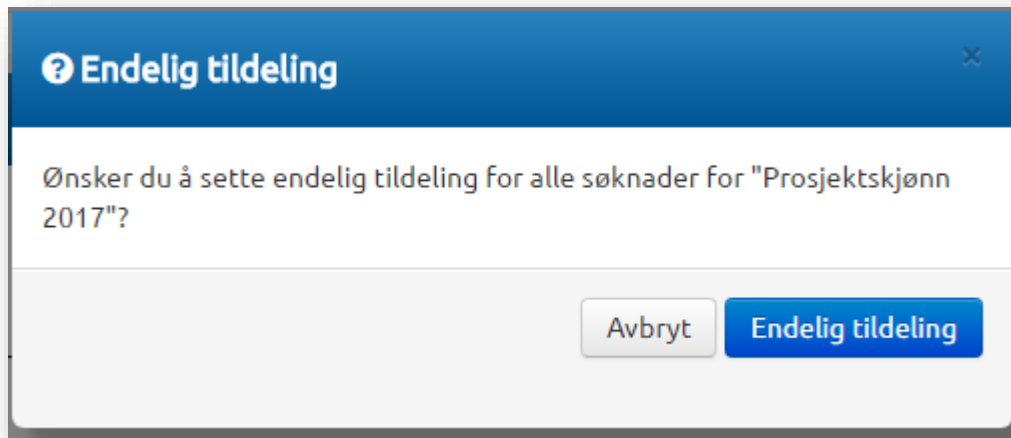 Endelig tildeling
Ønsker du å sette endelig tildeling for alle søknader for "Prosjektskjønn
2017"?
Avbryt
Endelig tildeling